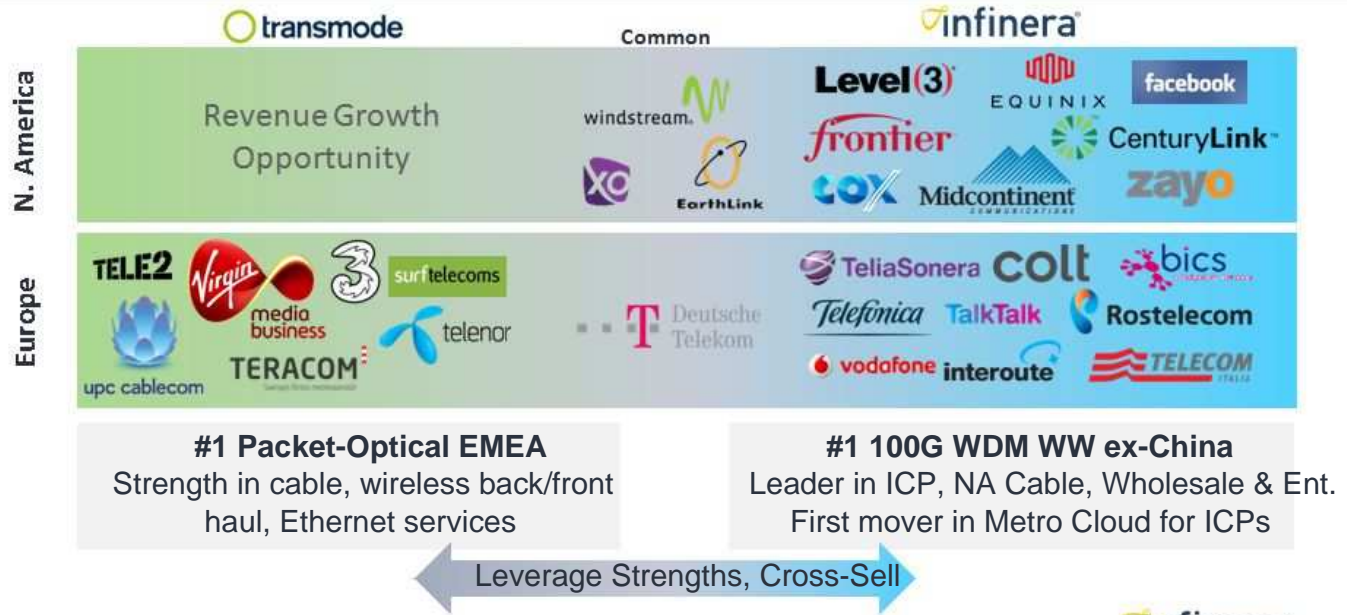 transmode
Common
infinera
N. America
Revenue Growth
Opportunity
windstream.
XO
EarthLink
Level(3)
EQUINIX
facebook
frontier
CenturyLink
COX
Midcontinent
COMMUNICATIONS
zayo
Europe
TELE2
Virgin
media
business
3
surftelecoms
upc cablecom
TERACOM
telenor
Deutsche
Telekom
TeliaSonera
colt
bics
Telefónica
TalkTalk
Rostelecom
vodafone
interoute
TELECOM
ITALIA
#1 Packet-Optical EMEA
Strength in cable, wireless back/front
haul, Ethernet services
#1 100G WDM WW ex-China
Leader in ICP, NA Cable, Wholesale & Ent.
First mover in Metro Cloud for ICPs
Leverage Strengths, Cross-Sell